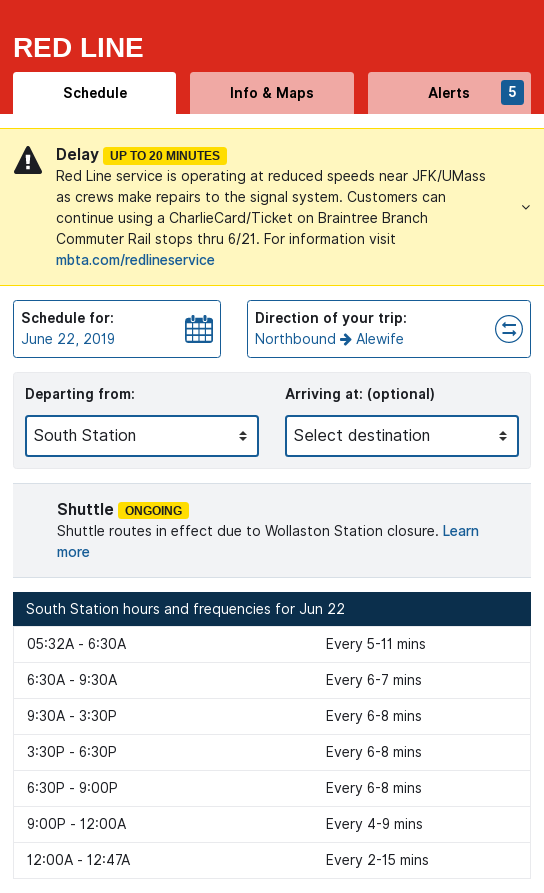 RED LINE
Schedule
Info & Maps
Alerts 5
Delay UP TO 20 MINUTES
Red Line service is operating at reduced speeds near JFK/UMass
as crews make repairs to the signal system. Customers can
continue using a CharlieCard/Ticket on Braintree Branch
Commuter Rail stops thru 6/21. For information visit
mbta.com/redlineservice
Schedule for:
June 22, 2019
Direction of your trip:
Northbound → Alewife
Departing from:
South Station
Arriving at: (optional)
Select destination
Shuttle ONGOING
Shuttle routes in effect due to Wollaston Station closure. Learn
more
South Station hours and frequencies for Jun 22
05:32A - 6:30A Every 5-11 mins
6:30A - 9:30A Every 6-7 mins
9:30A - 3:30P Every 6-8 mins
3:30P - 6:30P Every 6-8 mins
6:30P - 9:00P Every 6-8 mins
9:00P - 12:00A Every 4-9 mins
12:00A - 12:47A Every 2-15 mins